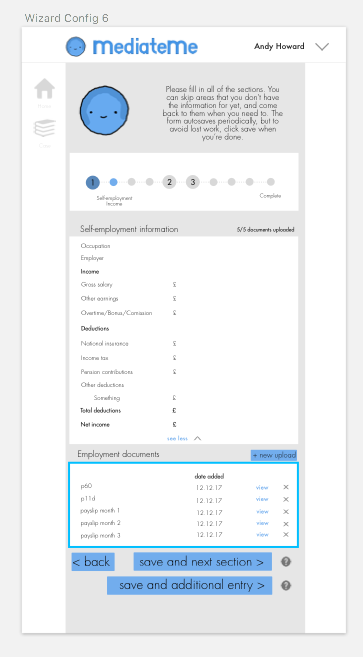 Wizard Config 6
mediateme
Andy Howard
Please fill in all of the sections. You
can skip areas that you don't have
the information for yet, and come
back to them when you need to. The
form autosaves periodically, but to
avoid lost work, click save when
you're done.
1 2 3
Self-employment
Income
Complete
Self-employment information 5/5 documents uploaded
Occupation
Employer
Income
Gross salary £
Other earnings £
Overtime/Bonus/Comission £
Deductions
National insurance £
Income tax £
Pension contributions £
Other deductions
Something £
Total deductions £
Net income £
see less
Employment documents + new upload
date added
p60 12.12.17 view ×
p11d 12.12.17 view ×
payslip month 1 12.12.17 view ×
payslip month 2 12.12.17 view ×
payslip month 3 12.12.17 view ×
< back save and next section > ?
save and additional entry > ?